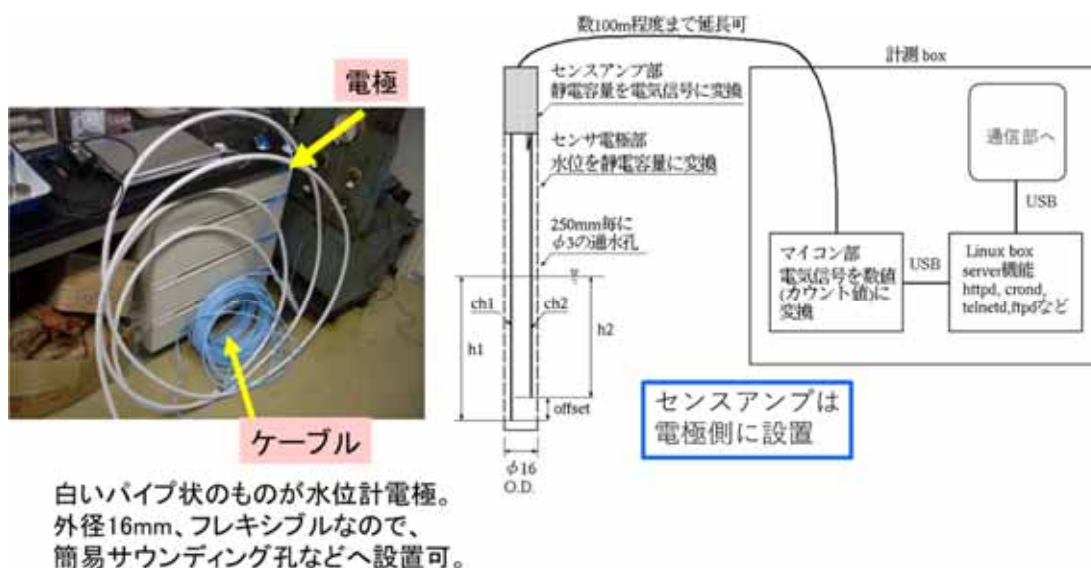 電極
ケーブル
白いパイプ状のものが水位計電極。
外径16mm、フレキシブルなので、
簡易サウンディング孔などへ設置可。
数100m程度まで延長可
センスアンプ部
静電容量を電気信号に変換
センサ電極部
水位を静電容量に変換
250mm毎に
φ3の通水孔
ch1
ch2
h1
h2
offset
φ16
O.D.
計測 box
通信部へ
USB
マイコン部
電気信号を数値
(カウント値)に
変換
USB
Linux box
server機能
httpd, crond,
telnetd,ftpdなど
センスアンプは
電極側に設置